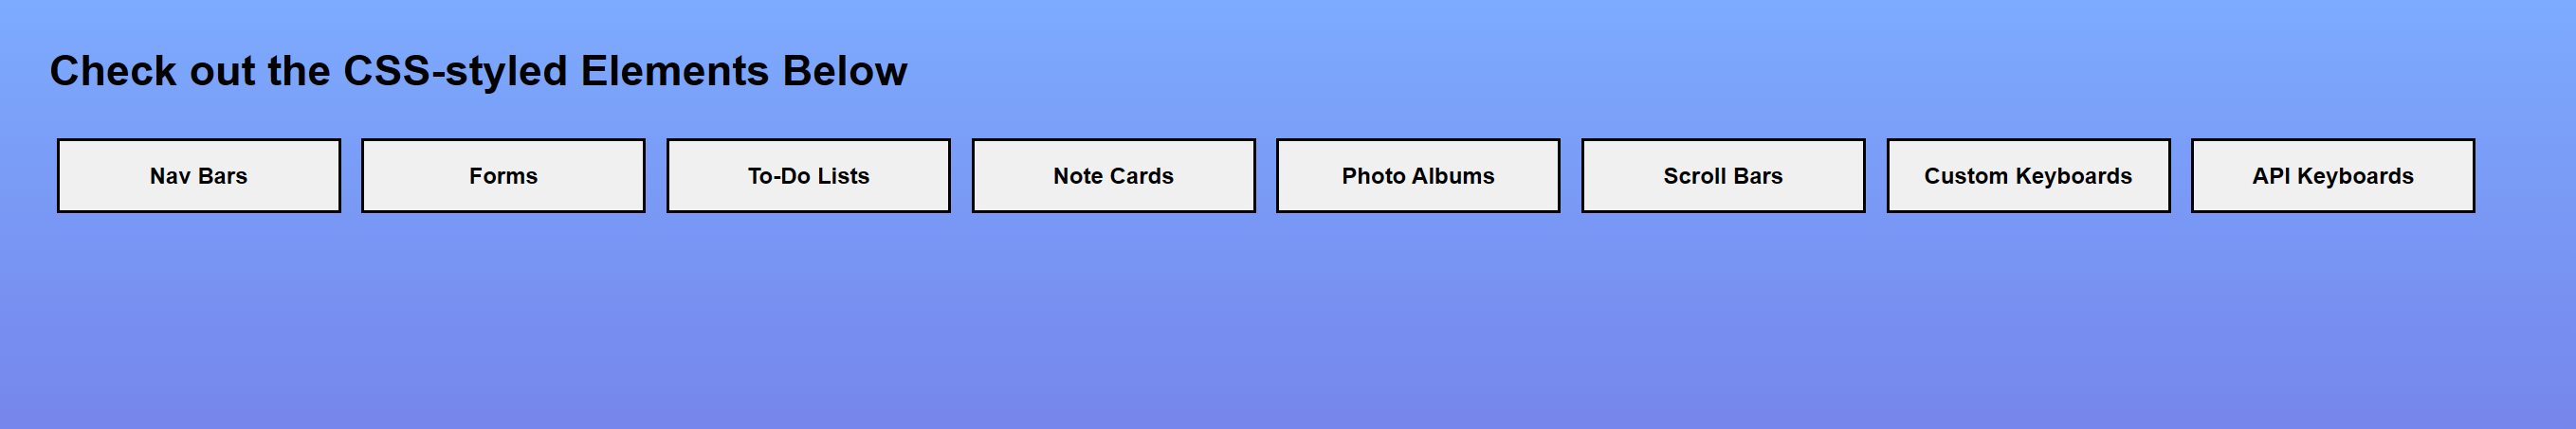 Check out the CSS-styled Elements Below
Nav Bars
Forms
To-Do Lists
Note Cards
Photo Albums
Scroll Bars
Custom Keyboards
API Keyboards